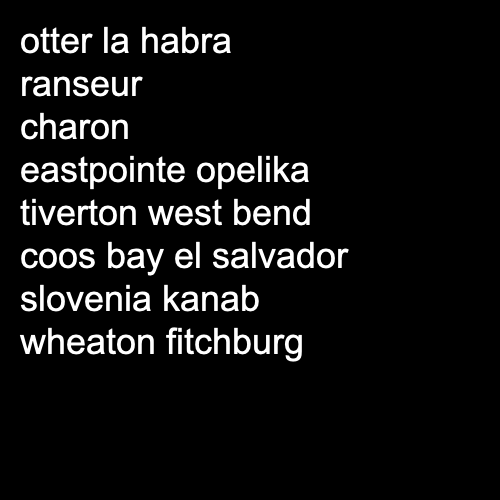 otter la habra
ranseur
charon
eastpointe opelika
tiverton west bend
coos bay el salvador
slovenia kanab
wheaton fitchburg